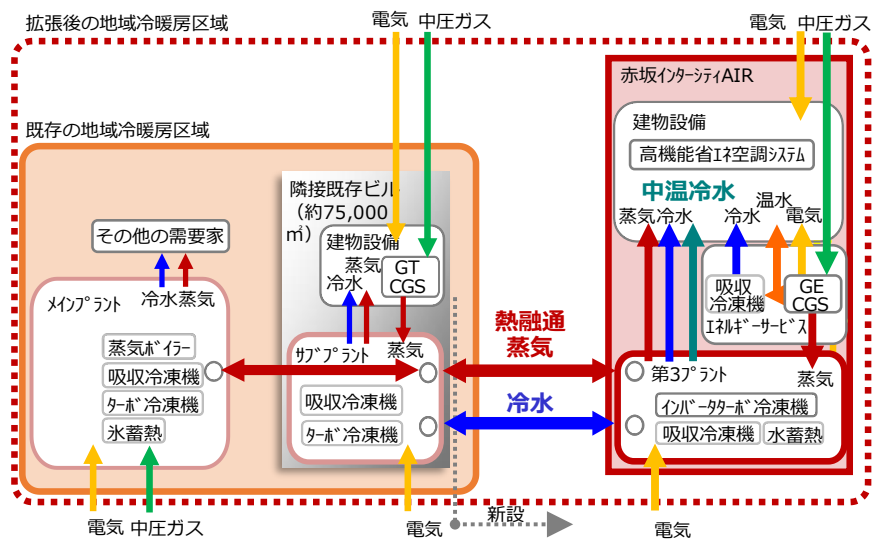 拡張後の地域冷暖房区域
電気 中圧ガス
電気 中圧ガス
赤坂インターシティAIR
建物設備
高機能省エネ空調システム
中温冷水
蒸気 冷水
冷水
温水
電気
吸収
冷凍機
GE
CGS
エネルギーサービス
既存の地域冷暖房区域
隣接既存ビル
（約75,000
㎡）
建物設備
蒸気
冷水
GT
CGS
その他の需要家
冷水 蒸気
メインプラント
蒸気ボイラー
吸収冷凍機
ターボ冷凍機
氷蓄熱
サブプラント
蒸気
吸収冷凍機
ターボ冷凍機
熱融通
蒸気
冷水
第3プラント
蒸気
インバータターボ冷凍機
吸収冷凍機
水蓄熱
電気 中圧ガス
電気
新設
電気